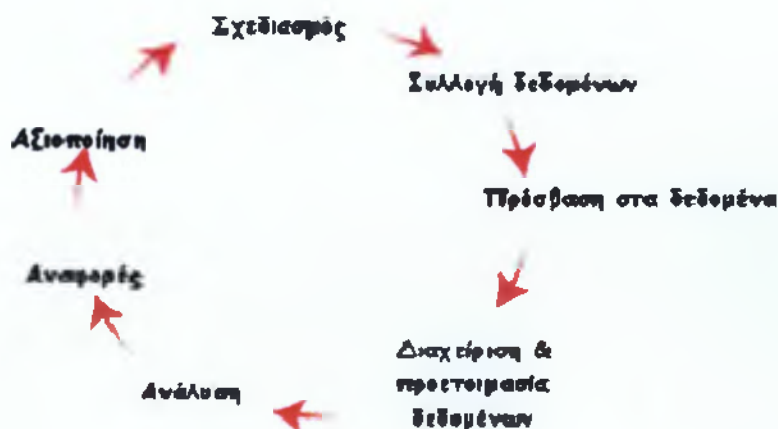 Σχεδιασμός
Συλλογή δεδομένων
Πρόσβαση στα δεδομένα
Διαχείριση &
προετοιμασία
δεδομένων
Ανάλυση
Αναφορές
Αξιοποίηση